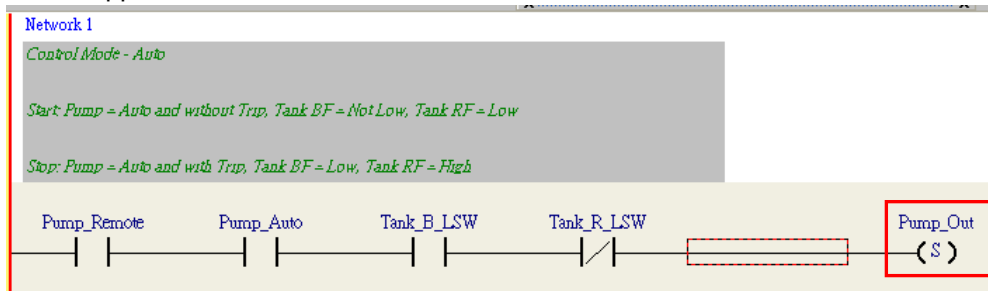 Network 1
Control Mode - Auto
Start: Pump = Auto and without Trip, Tank BF = Not Low, Tank RF = Low
Stop: Pump = Auto and with Trip, Tank BF = Low, Tank RF = High
Pump_Remote Pump_Auto Tank_B_LSW Tank_R_LSW Pump_Out
S